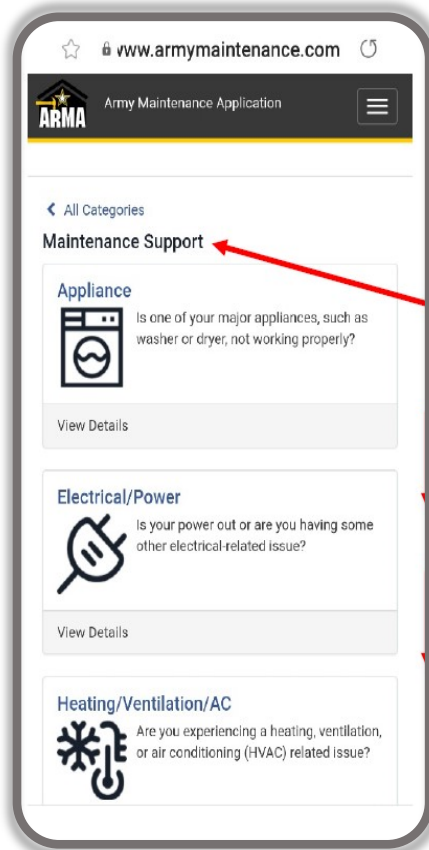 www.armymaintenance.com
ARMA
Army Maintenance Application
All Categories
Maintenance Support
Appliance
Is one of your major appliances, such as
washer or dryer, not working properly?
View Details
Electrical/Power
Is your power out or are you having some
other electrical-related issue?
View Details
Heating/Ventilation/AC
Are you experiencing a heating, ventilation,
or air conditioning (HVAC) related issue?